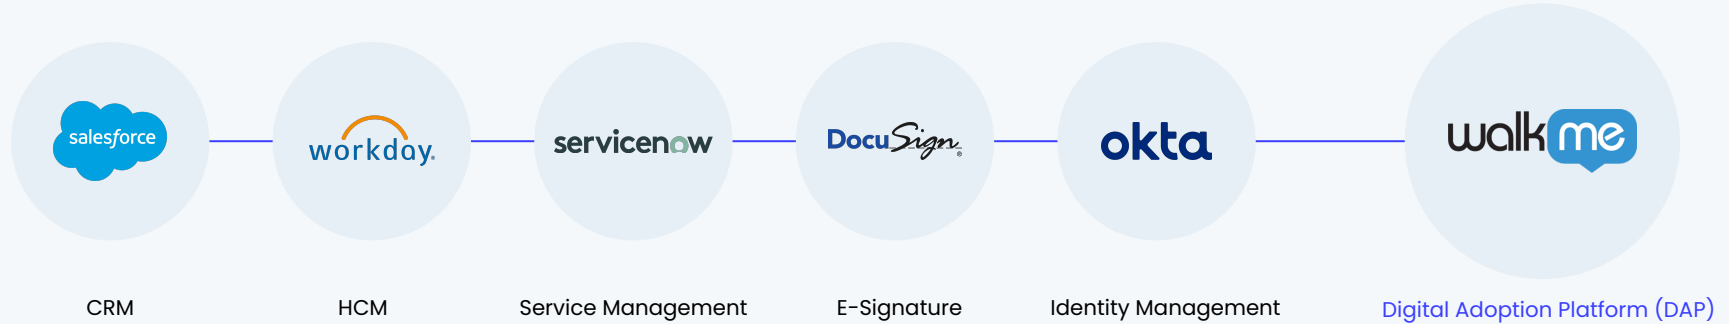 salesforce
workday.
servicenow
DocuSign®
okta
walkme
CRM
HCM
Service Management
E-Signature
Identity Management
Digital Adoption Platform (DAP)